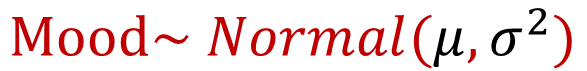 Mood~ Normal(μ, σ²)